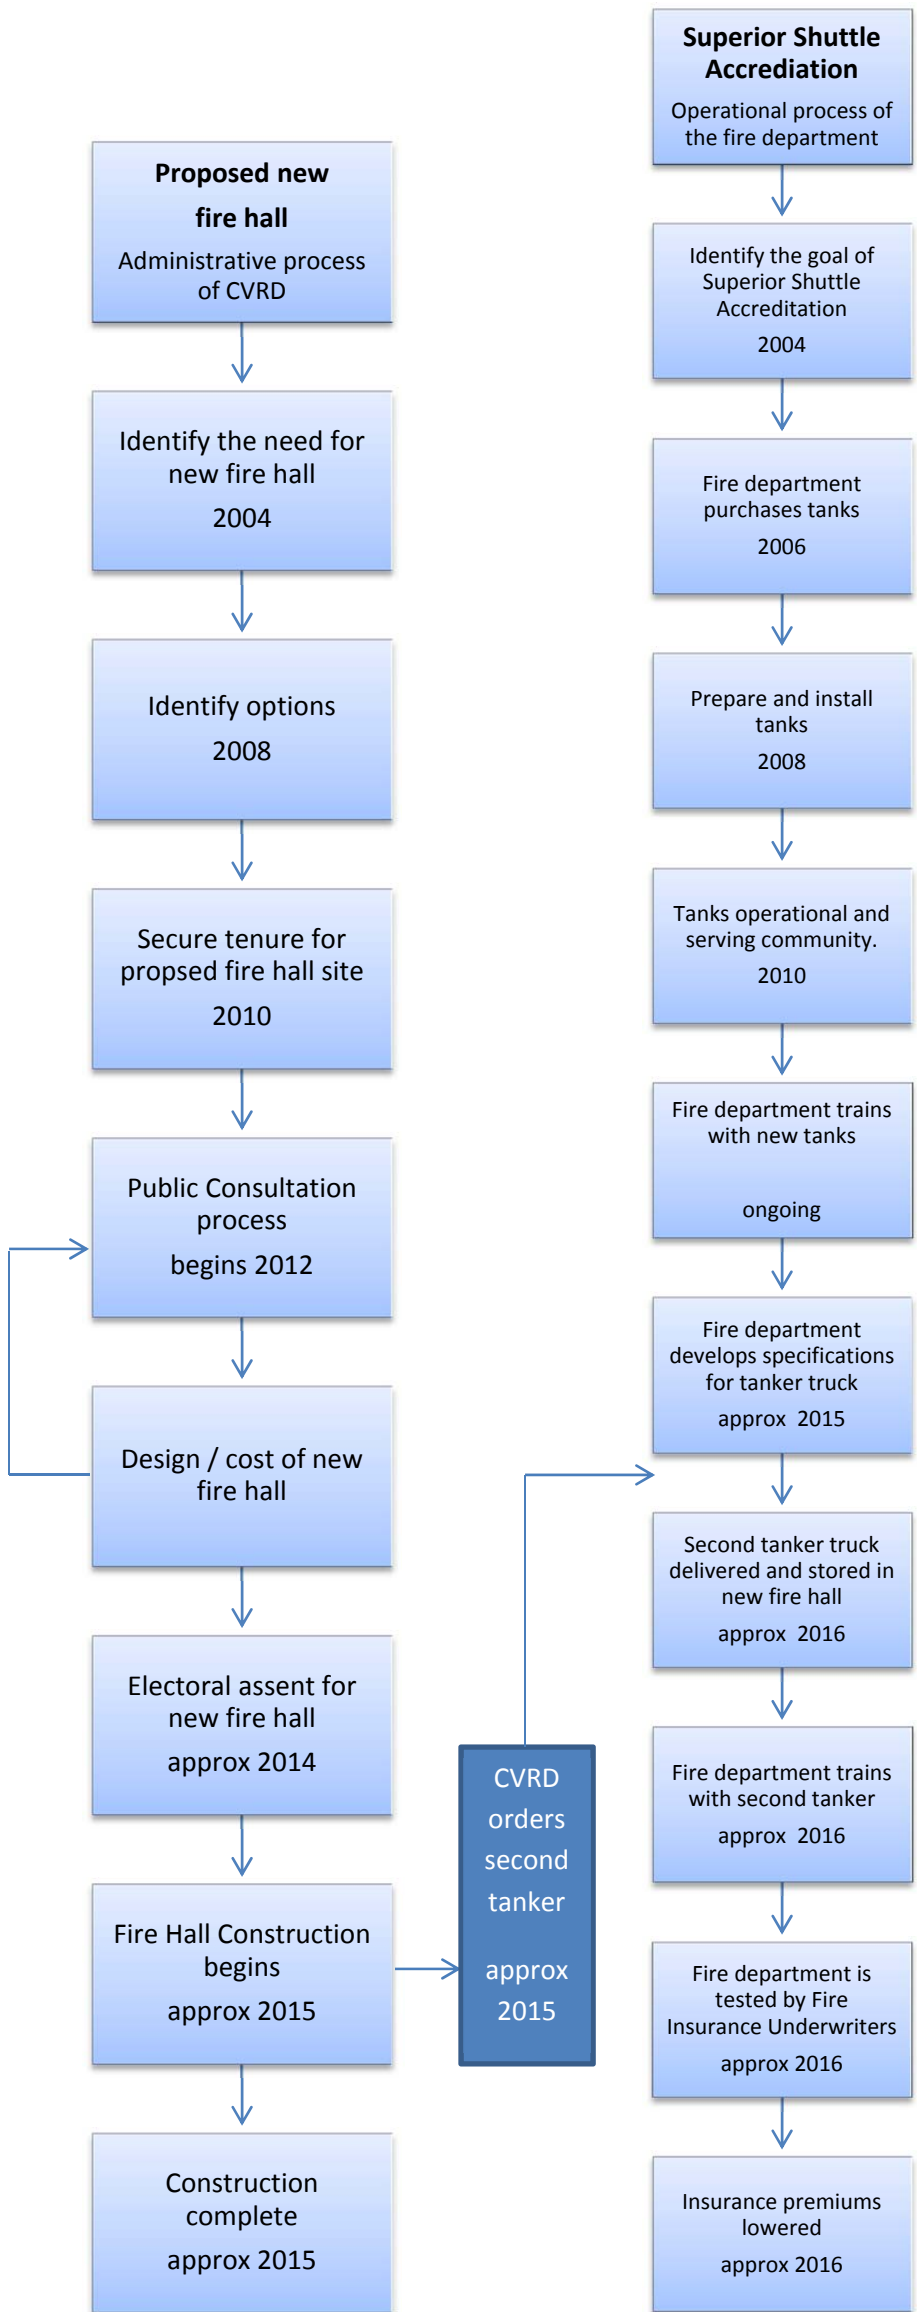 Proposed new
fire hall
Administrative process
of CVRD
Identify the need for
new fire hall
2004
Identify options
2008
Secure tenure for
propsed fire hall site
2010
Public Consultation
process
begins 2012
Design / cost of new
fire hall
Electoral assent for
new fire hall
approx 2014
Fire Hall Construction
begins
approx 2015
Construction
complete
approx 2015
CVRD
orders
second
tanker
approx
2015
Superior Shuttle
Accrediation
Operational process of
the fire department
Identify the goal of
Superior Shuttle
Accreditation
2004
Fire department
purchases tanks
2006
Prepare and install
tanks
2008
Tanks operational and
serving community.
2010
Fire department trains
with new tanks
ongoing
Fire department
develops specifications
for tanker truck
approx 2015
Second tanker truck
delivered and stored in
new fire hall
approx 2016
Fire department trains
with second tanker
approx 2016
Fire department is
tested by Fire
Insurance Underwriters
approx 2016
Insurance premiums
lowered
approx 2016